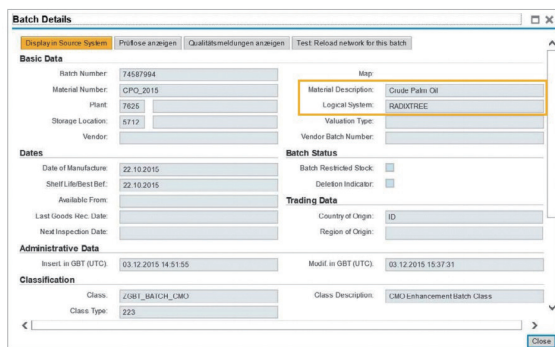 Batch Details
Display in Source System Prüflose anzeigen Qualitätsmeldungen anzeigen Test: Reload network for this batch
Basic Data
Batch Number: 74587994 Map:
Material Number: CPO_2015 Material Description: Crude Palm Oil
Plant: 7625 Logical System: RADIXTREE
Storage Location: 5712 Valuation Type:
Vendor: Vendor Batch Number:
Dates Batch Status
Date of Manufacture: 22.10.2015 Batch Restricted Stock:
Shelf Life/Best Bef.: 22.10.2015 Deletion Indicator:
Available From: Trading Data
Last Goods Rec. Date: Country of Origin: ID
Next Inspection Date: Region of Origin:
Administrative Data
Insert. in GBT (UTC): 03.12.2015 14:51:55 Modif. in GBT (UTC): 03.12.2015 15:37:31
Classification
Class: ZGBT_BATCH_CMO Class Description: CMO Enhancement Batch Class
Class Type: 223
Close